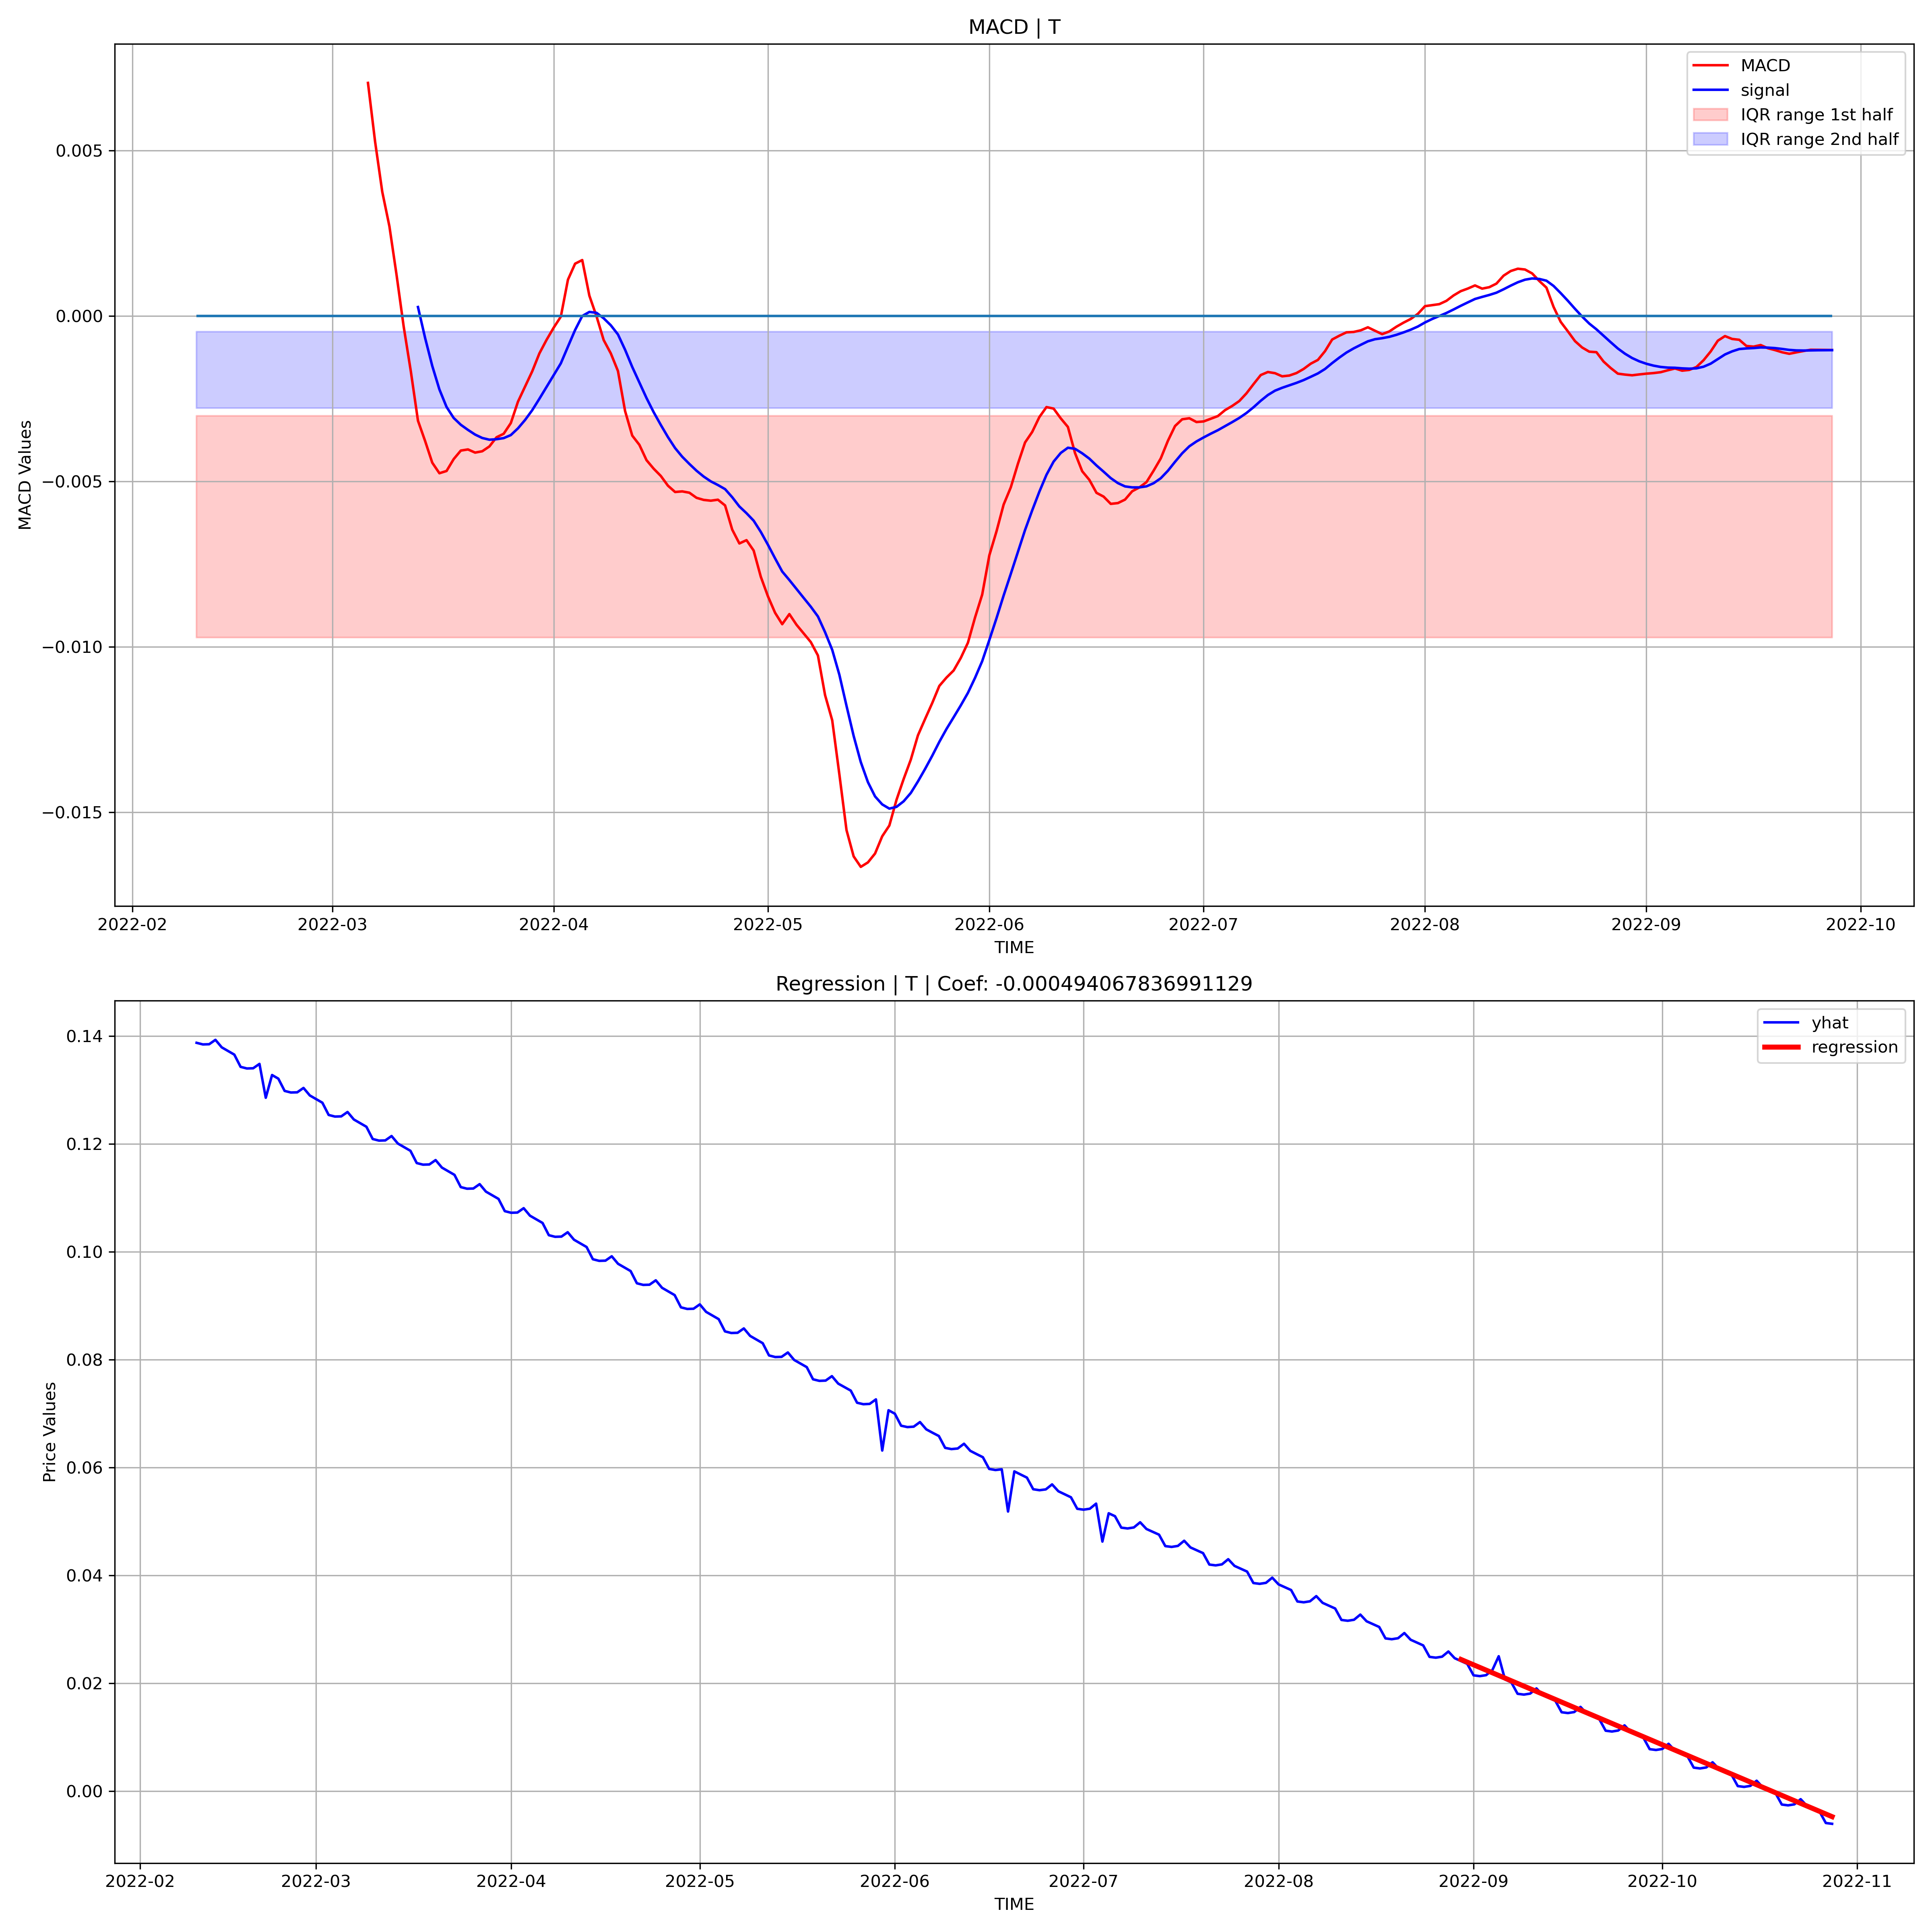 MACD | T
MACD
signal
IQR range 1st half
IQR range 2nd half
0.005
0.000
−0.005
−0.010
−0.015
MACD Values
2022-02 2022-03 2022-04 2022-05 2022-06 2022-07 2022-08 2022-09 2022-10
TIME
Regression | T | Coef: -0.000494067836991129
yhat
regression
0.14
0.12
0.10
0.08
0.06
0.04
0.02
0.00
Price Values
2022-02 2022-03 2022-04 2022-05 2022-06 2022-07 2022-08 2022-09 2022-10 2022-11
TIME